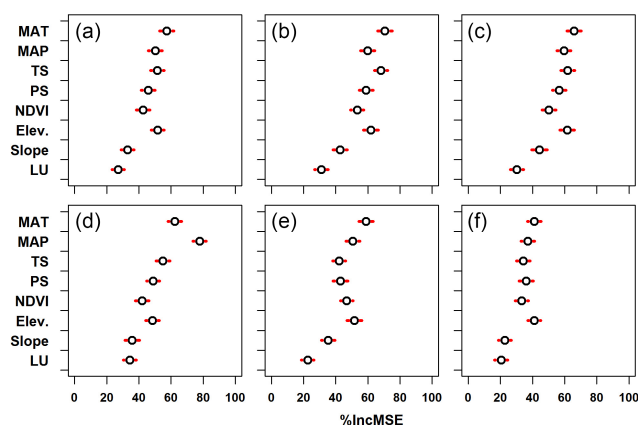 (a) (b) (c)
MAT
MAP
TS
PS
NDVI
Elev.
Slope
LU
(d) (e) (f)
MAT
MAP
TS
PS
NDVI
Elev.
Slope
LU
0 20 40 60 80 100 0 20 40 60 80 100 0 20 40 60 80 100
%IncMSE